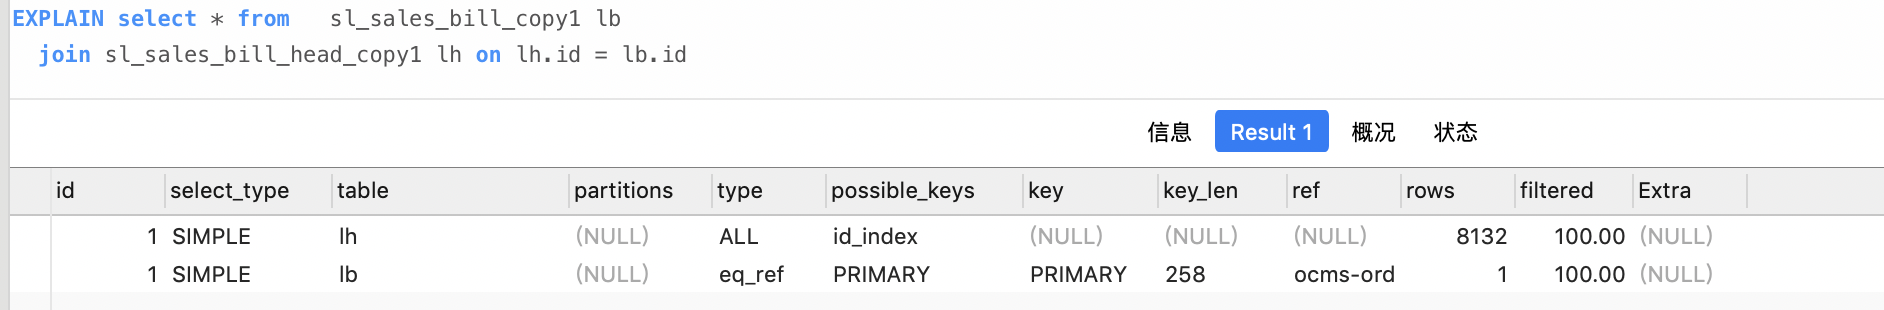 EXPLAIN select * from   sl_sales_bill_copy1 lb
  join sl_sales_bill_head_copy1 lh on lh.id = lb.id
信息 Result 1 概况 状态
id select_type table partitions type possible_keys key key_len ref rows filtered Extra
1 SIMPLE lh (NULL) ALL id_index (NULL) (NULL) (NULL) 8132 100.00 (NULL)
1 SIMPLE lb (NULL) eq_ref PRIMARY PRIMARY 258 ocms-ord 1 100.00 (NULL)